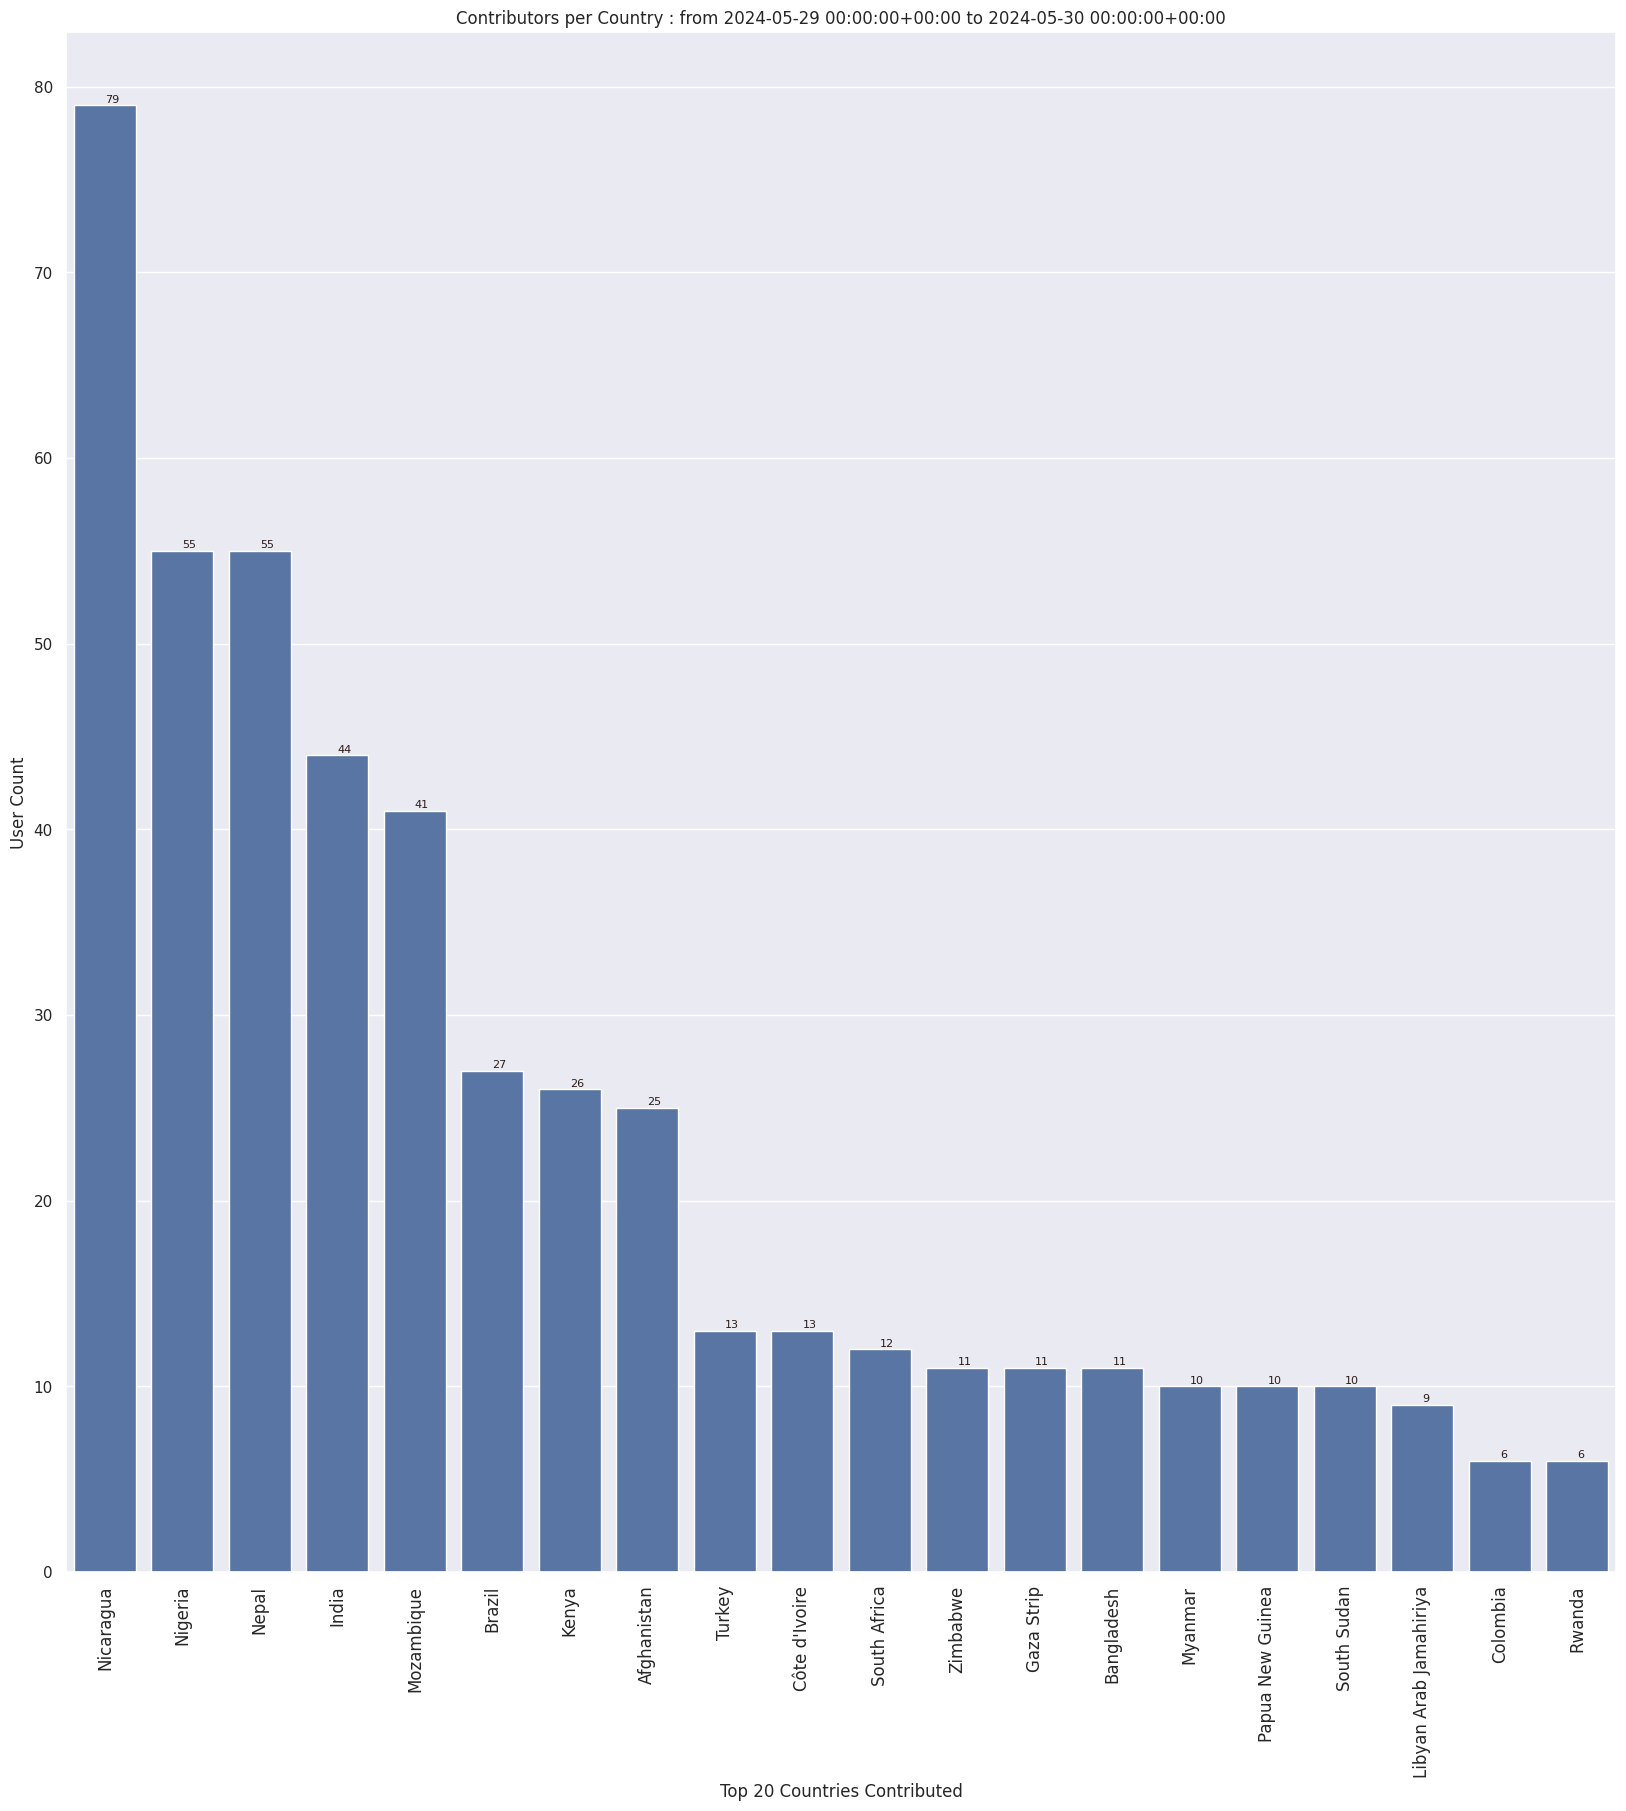 Contributors per Country : from 2024-05-29 00:00:00+00:00 to 2024-05-30 00:00:00+00:00
User Count
80
70
60
50
40
30
20
10
0
79
55
55
44
41
27
26
25
13
13
12
11
11
11
10
10
10
9
6
6
Nicaragua
Nigeria
Nepal
India
Mozambique
Brazil
Kenya
Afghanistan
Turkey
Côte d'Ivoire
South Africa
Zimbabwe
Gaza Strip
Bangladesh
Myanmar
Papua New Guinea
South Sudan
Libyan Arab Jamahiriya
Colombia
Rwanda
Top 20 Countries Contributed